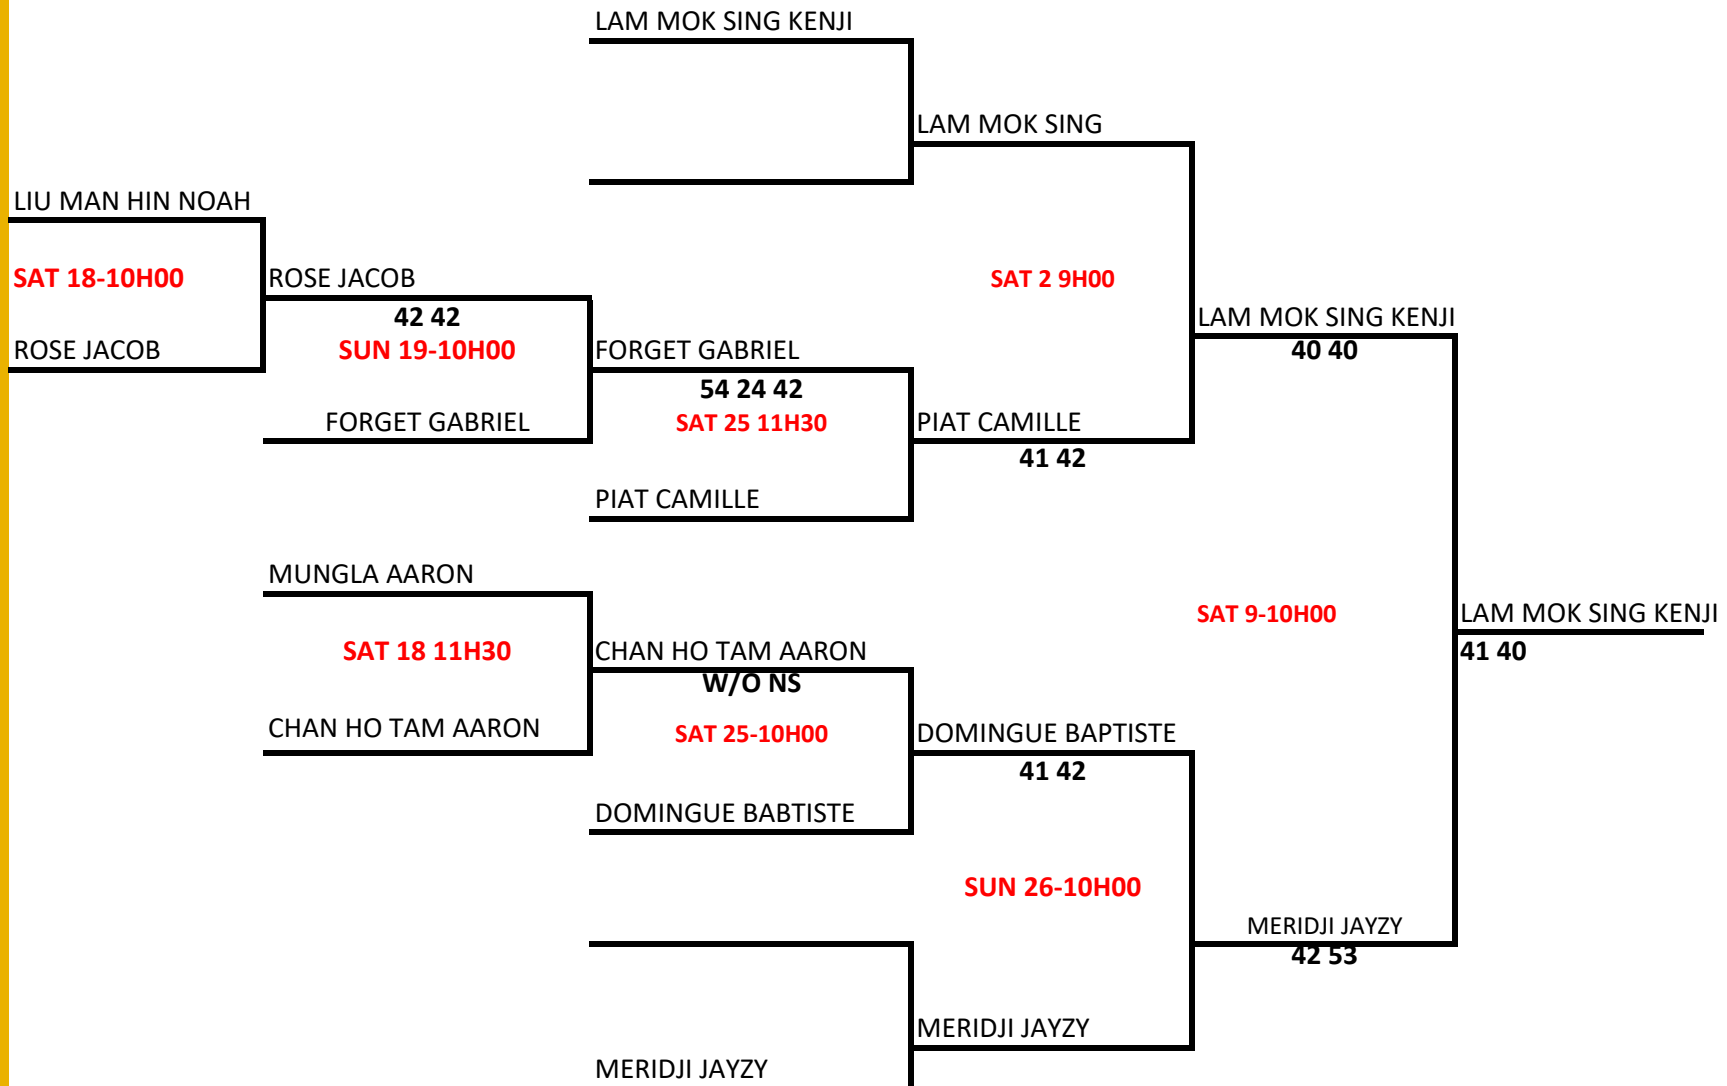 LAM MOK SING KENJI
LAM MOK SING
LIU MAN HIN NOAH
SAT 18-10H00
ROSE JACOB
SAT 2 9H00
42 42
LAM MOK SING KENJI
ROSE JACOB
SUN 19-10H00
FORGET GABRIEL
40 40
54 24 42
FORGET GABRIEL
SAT 25 11H30
PIAT CAMILLE
41 42
PIAT CAMILLE
MUNGLA AARON
SAT 9-10H00
LAM MOK SING KENJI
SAT 18 11H30
CHAN HO TAM AARON
41 40
W/O NS
CHAN HO TAM AARON
SAT 25-10H00
DOMINGUE BAPTISTE
41 42
DOMINGUE BABTISTE
SUN 26-10H00
MERIDJI JAYZY
42 53
MERIDJI JAYZY
MERIDJI JAYZY